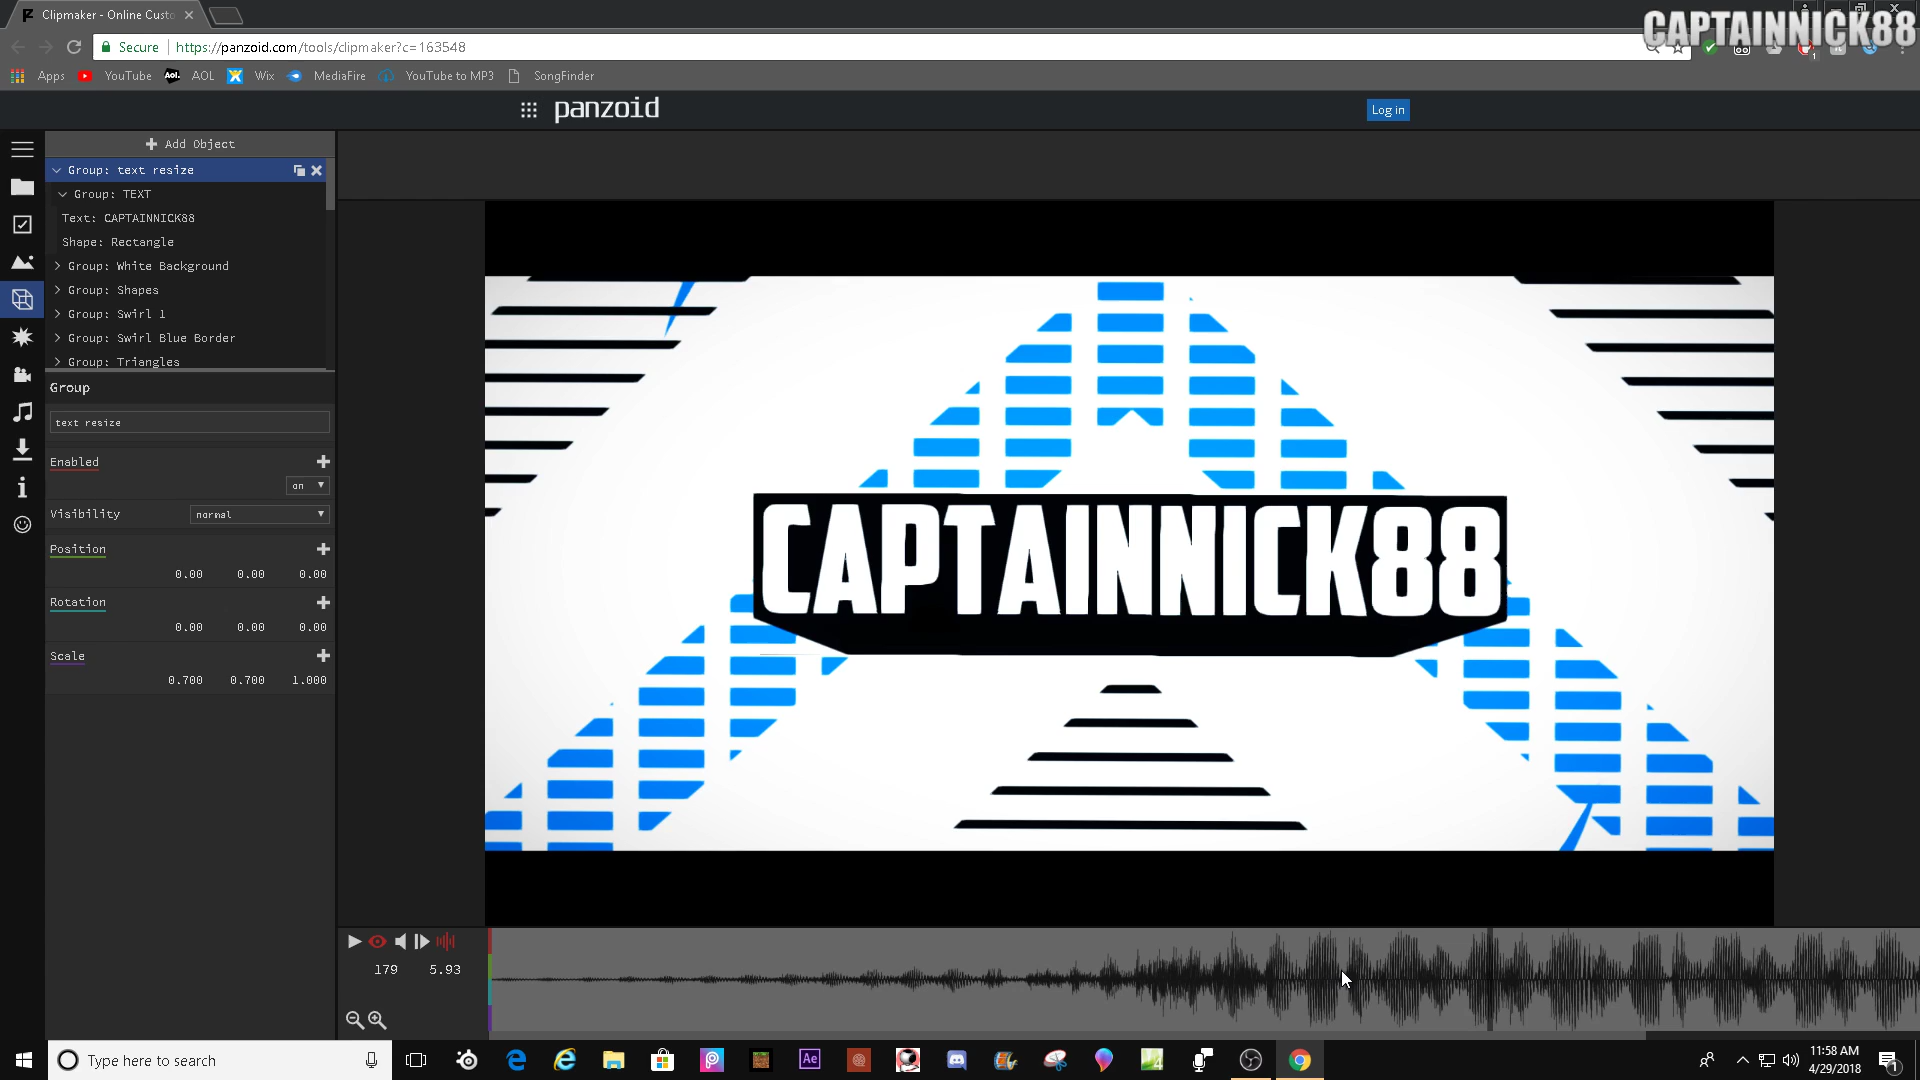 Clipmaker - Online Custo
CAPTAINNICK88
Secure
https://panzoid.com/tools/clipmaker?c=163548
1
Apps
YouTube
Aol.
AOL
Wix
MediaFire
YouTube to MP3
SongFinder
panzoid
Log in
Add Object
Group: text resize
Group: TEXT
Text: CAPTAINNICK88
Shape: Rectangle
Group: White Background
Group: Shapes
Group: Swirl 1
Group: Swirl Blue Border
Group: Triangles
Group
text resize
Enabled
on
Visibility
normal
Position
0.00 0.00 0.00
Rotation
0.00 0.00 0.00
Scale
0.700 0.700 1.000
CAPTAINNICK88
179 5.93
Type here to search
Ae
11:58 AM
4/29/2018
1